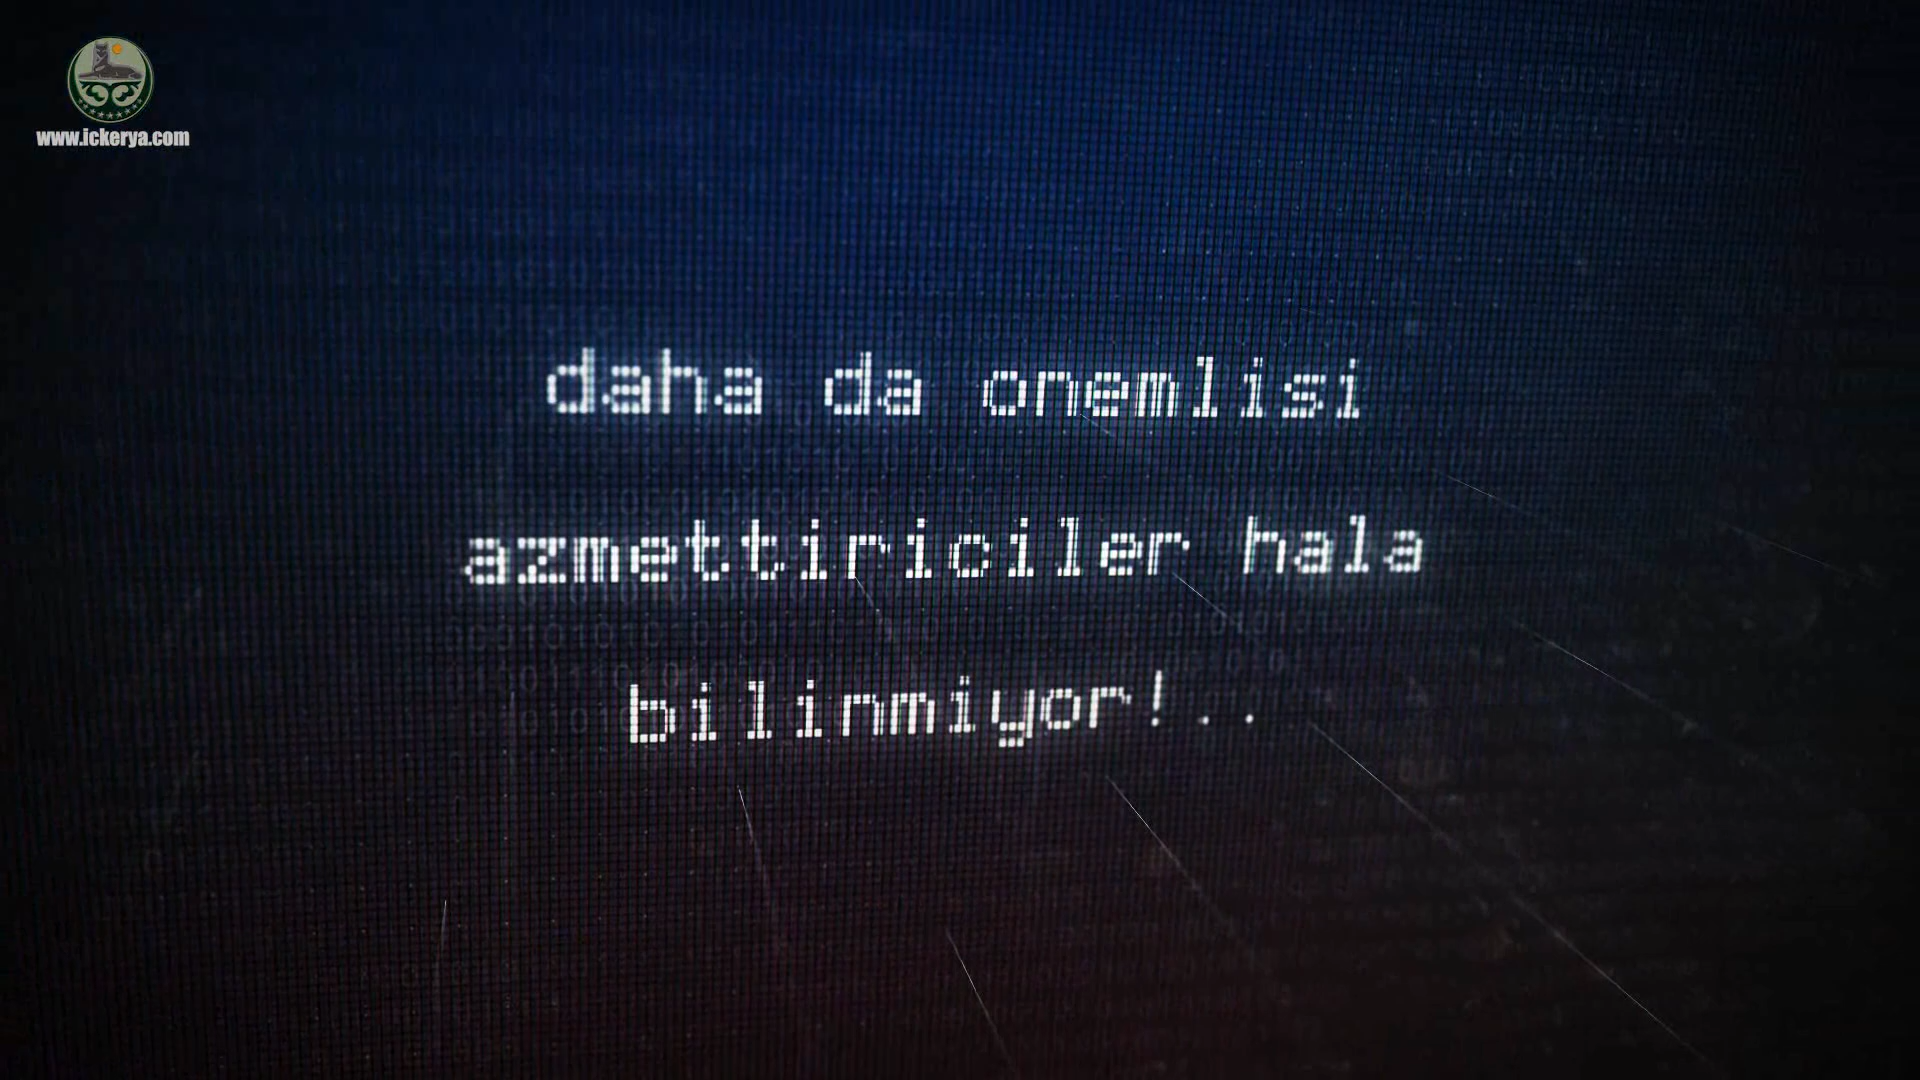 www.ickerya.com
daha da onemlisi
azmettiriciler hala
bilinmiyor!..